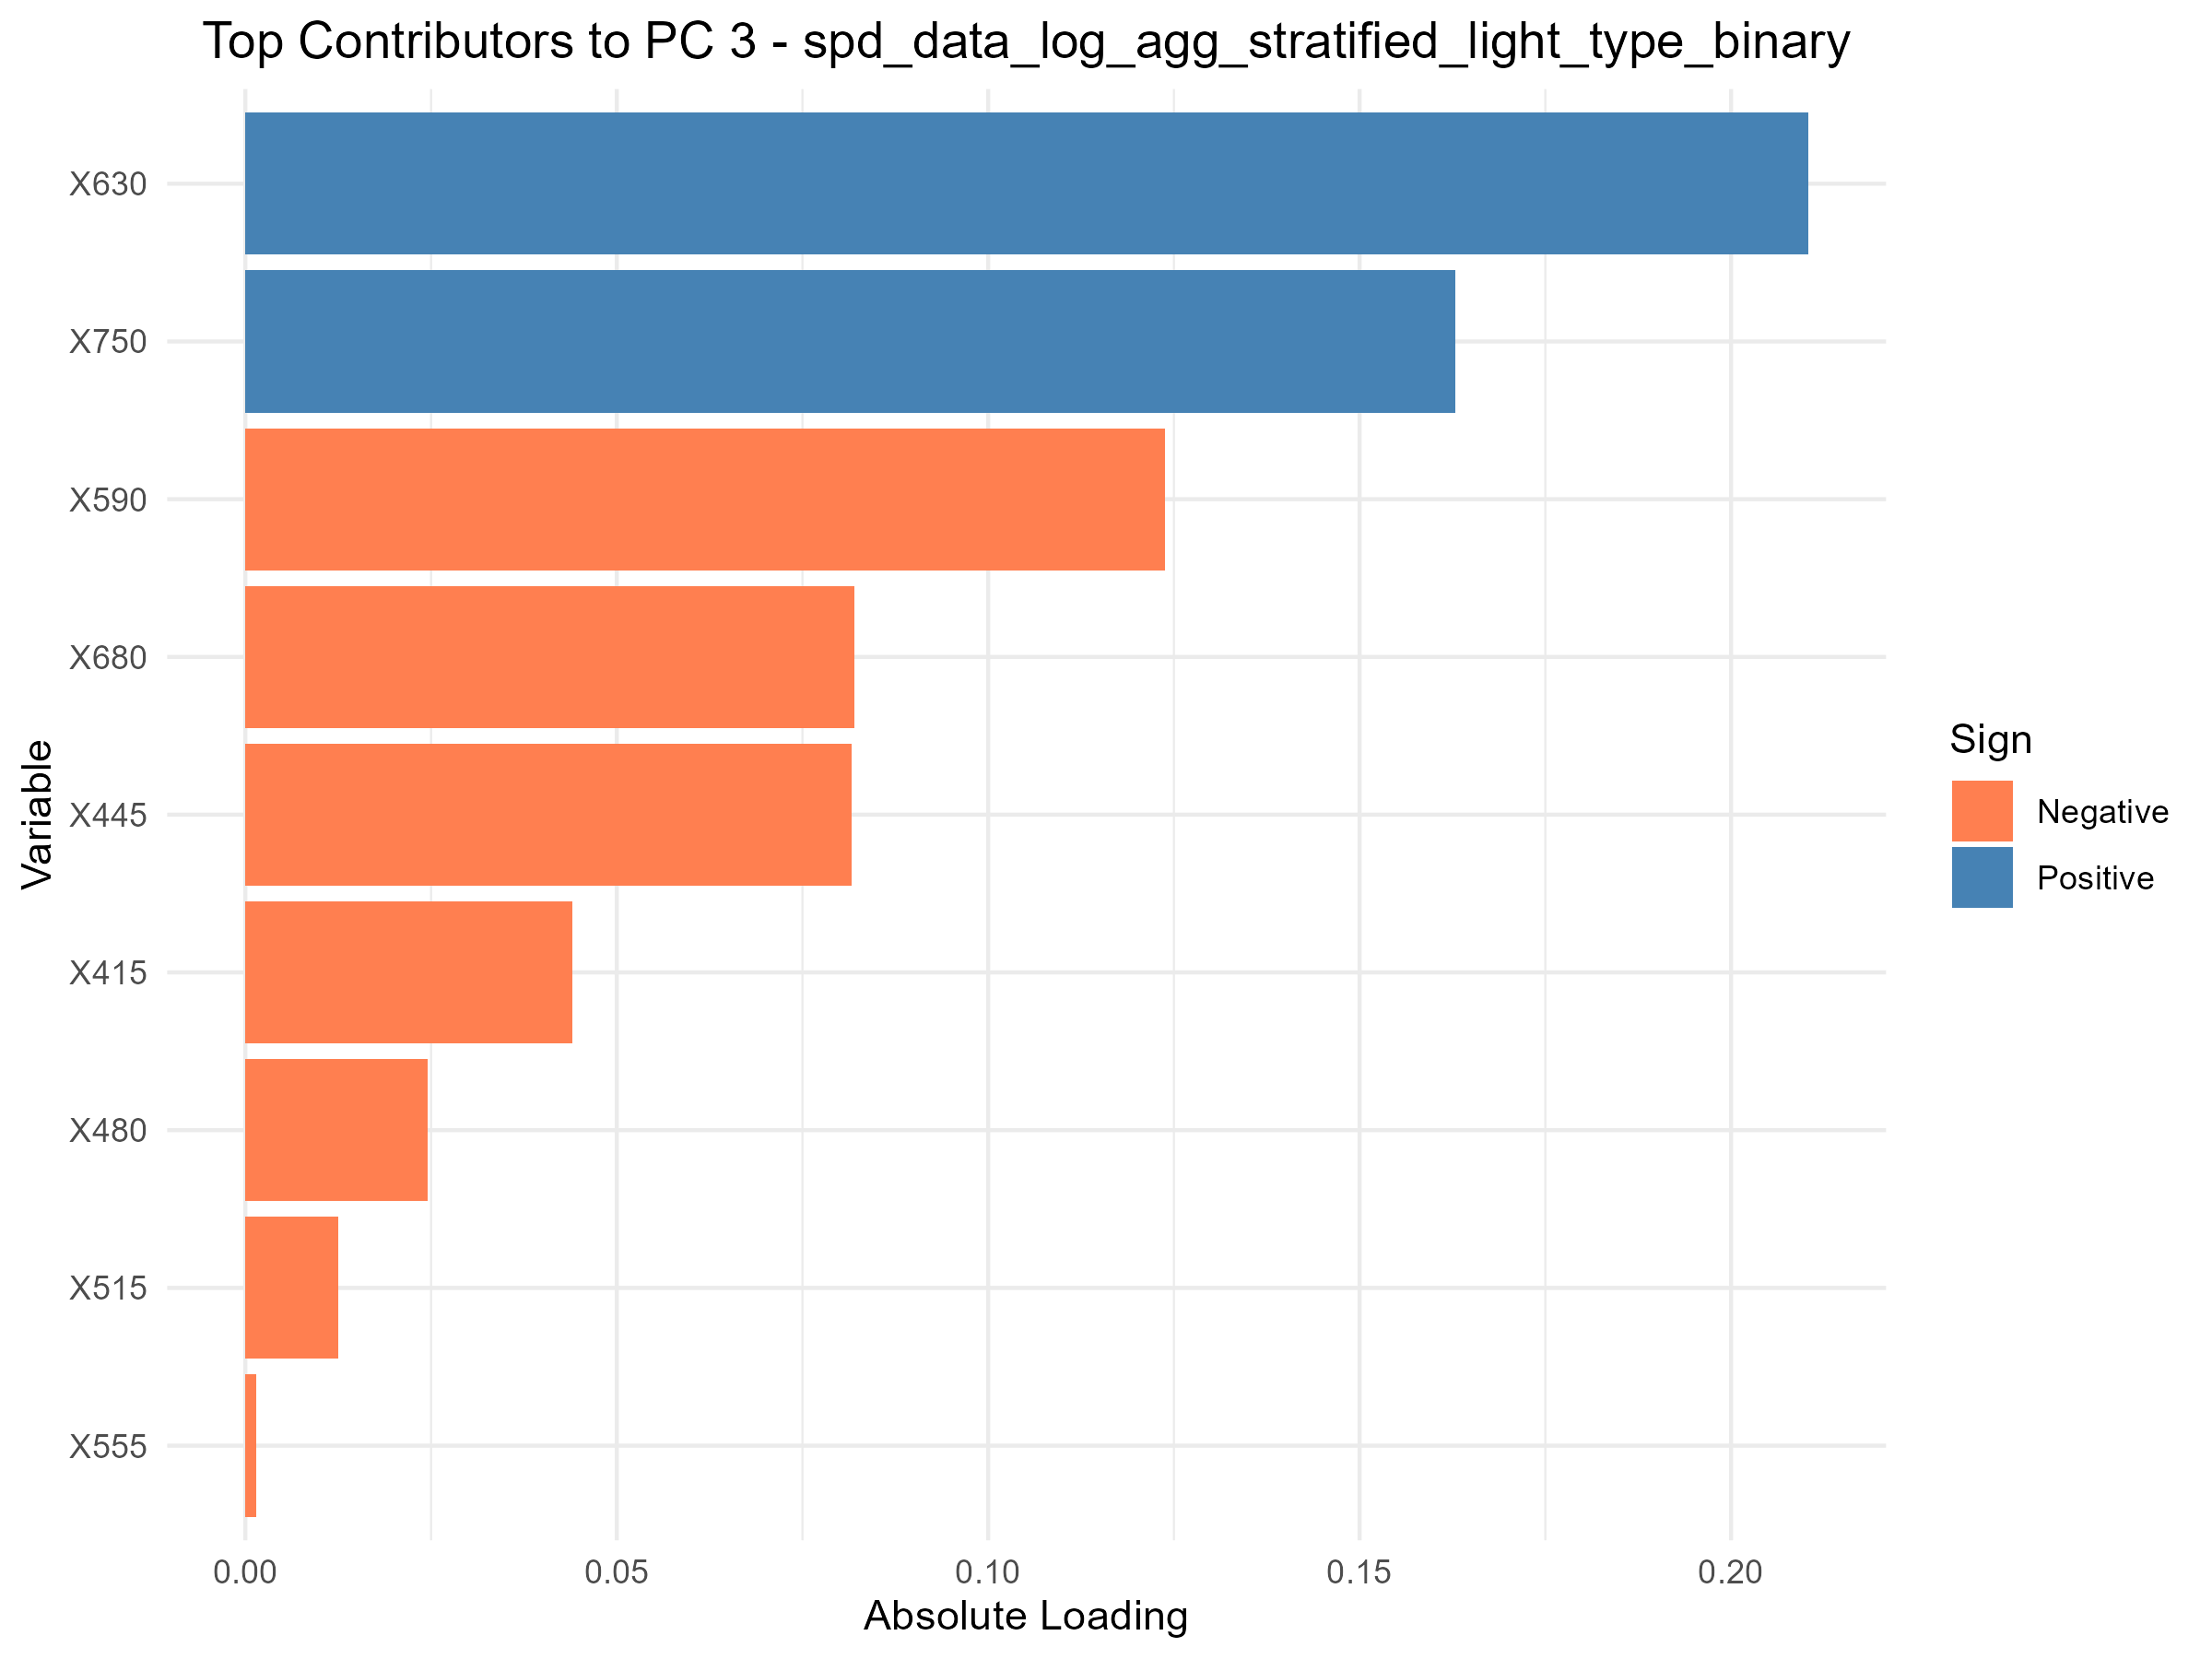 Top Contributors to PC 3 - spd_data_log_agg_stratified_light_type_binary
X630
X750
X590
X680
X445
X415
X480
X515
X555
Variable
0.00 0.05 0.10 0.15 0.20
Absolute Loading
Sign
Negative
Positive